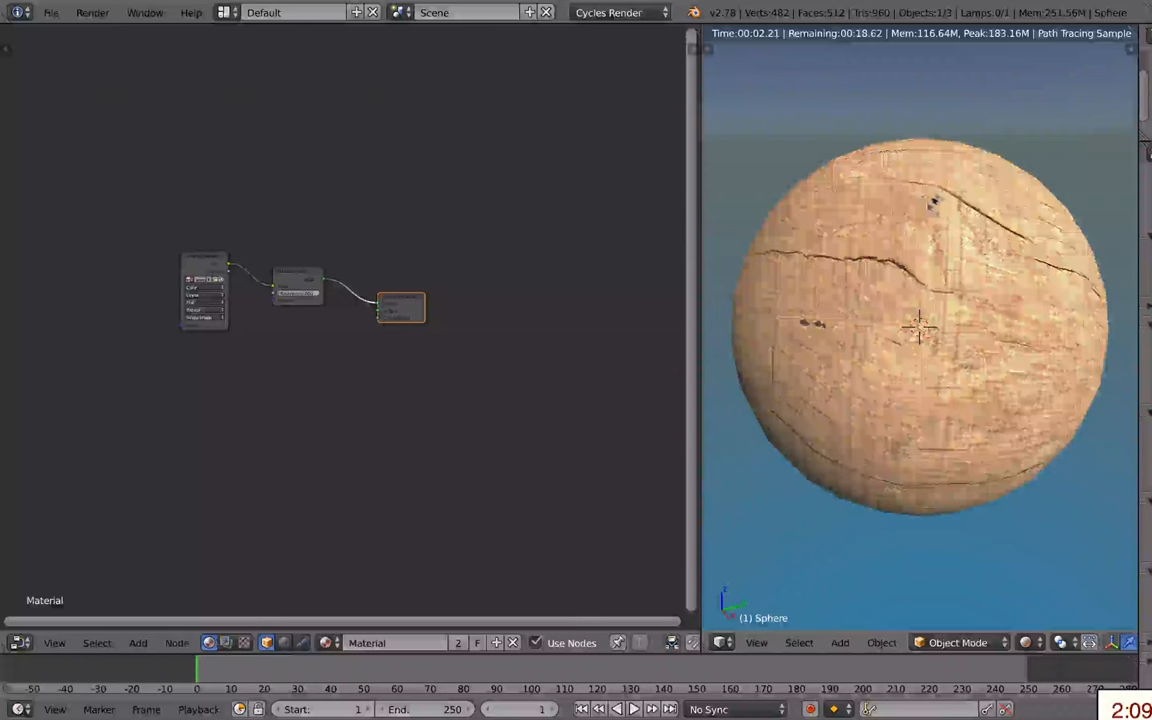 File Render Window Help Default Scene Cycles Render v2.78 | Verts:482 | Faces:512 | Tris:960 | Objects:1/3 | Lamps:0/1 | Mem:251.56M | Sphere
Time:00:02.21 | Remaining:00:18.62 | Mem:116.64M, Peak:183.16M | Path Tracing Sample
Material
(1) Sphere
View Select Add Node Material 2 F Use Nodes
View Select Add Object Object Mode
-50 -40 -30 -20 -10 0 10 20 30 40 50 60 70 80 90 100 110 120 130 140 150 160 170 180 190 200 210 220 230 240 250 260 270 280
View Marker Frame Playback Start: 1 End: 250 1 No Sync
2:09